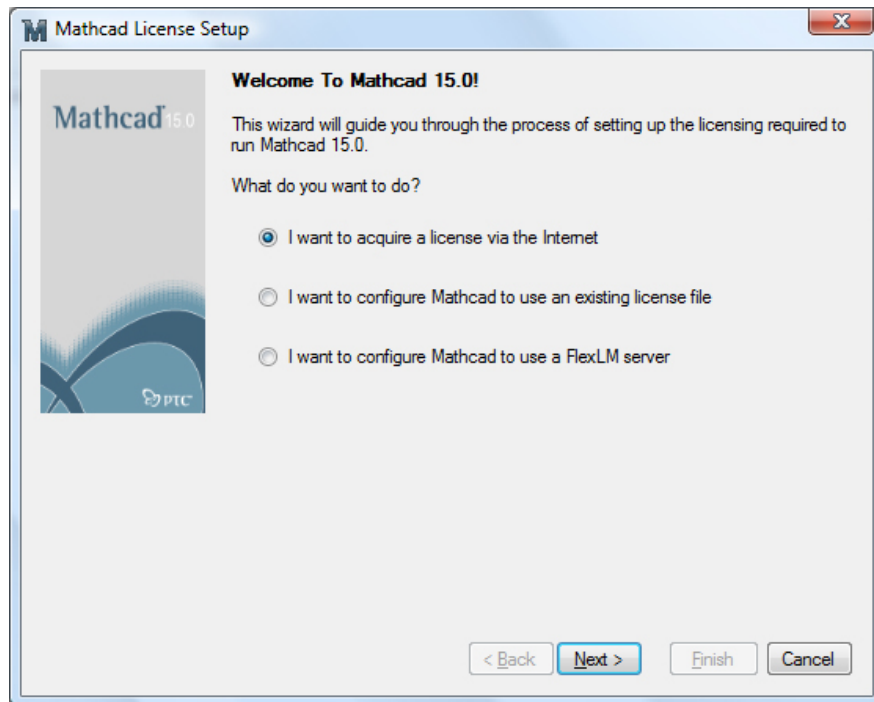 Mathcad License Setup
X
Mathcad 15.0
PTC
Welcome To Mathcad 15.0!
This wizard will guide you through the process of setting up the licensing required to
run Mathcad 15.0.
What do you want to do?
I want to acquire a license via the Internet
I want to configure Mathcad to use an existing license file
I want to configure Mathcad to use a FlexLM server
< Back Next > Finish Cancel